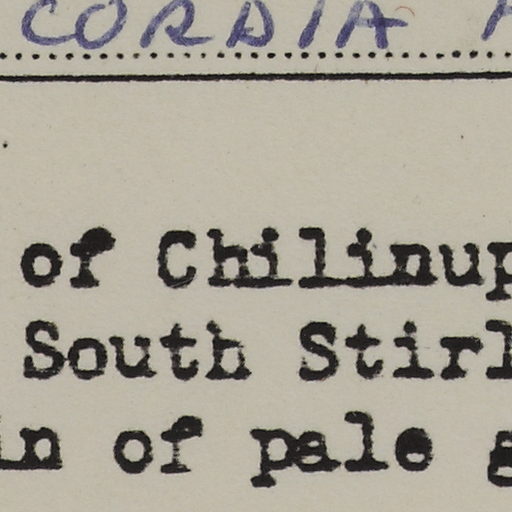 CORDIA
of Chilinup
South Stirl
in of pale g